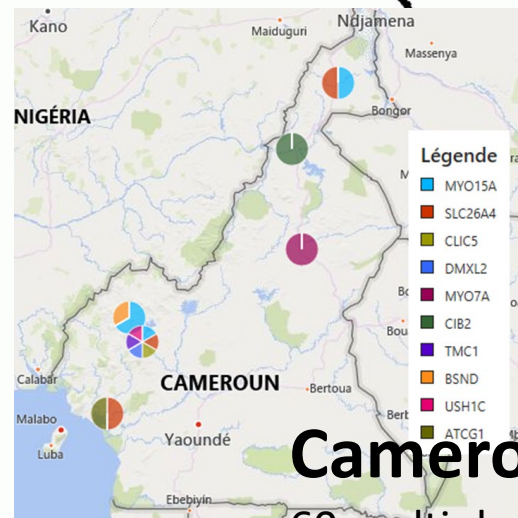 Kano
Maiduguri
Ndjamena
Massenya
NIGÉRIA
Bongor
Légende
MYO15A
SLC26A4
CLIC5
DMXL2
MYO7A
CIB2
TMC1
BSND
USH1C
ATCG1
Calabar
CAMEROUN
Bertoua
Malabo
Luba
Yaoundé
Ebebiyin
Camero